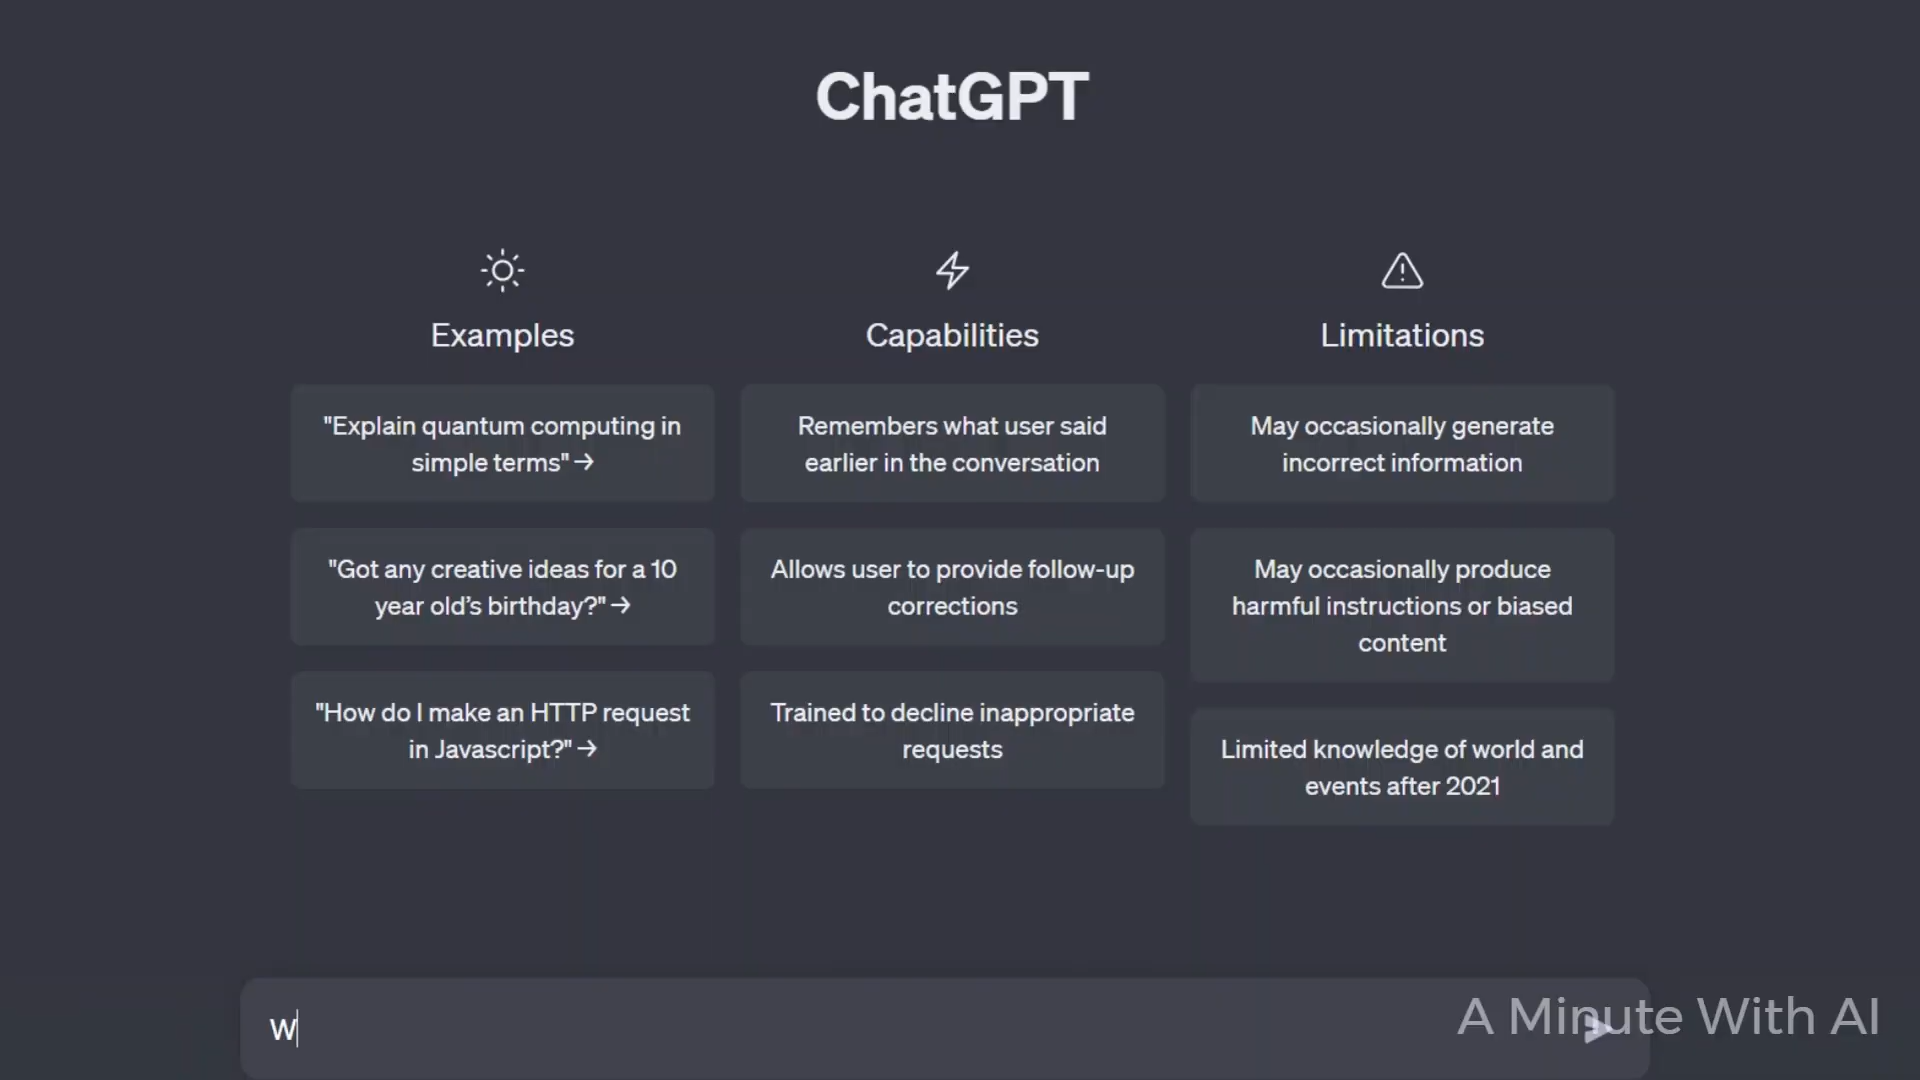 ChatGPT
Examples
"Explain quantum computing in
simple terms" →
"Got any creative ideas for a 10
year old’s birthday?" →
"How do I make an HTTP request
in Javascript?" →
Capabilities
Remembers what user said
earlier in the conversation
Allows user to provide follow-up
corrections
Trained to decline inappropriate
requests
Limitations
May occasionally generate
incorrect information
May occasionally produce
harmful instructions or biased
content
Limited knowledge of world and
events after 2021
W
A Minute With AI